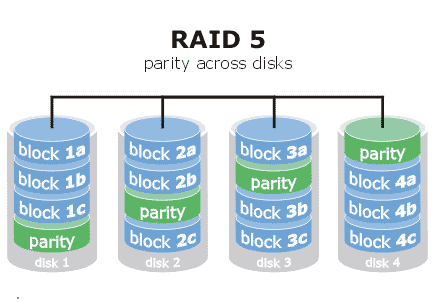 RAID 5
parity across disks
block 1a
block 1b
block 1c
parity
disk 1
block 2a
block 2b
parity
block 2c
disk 2
block 3a
parity
block 3b
block 3c
disk 3
parity
block 4a
block 4b
block 4c
disk 4